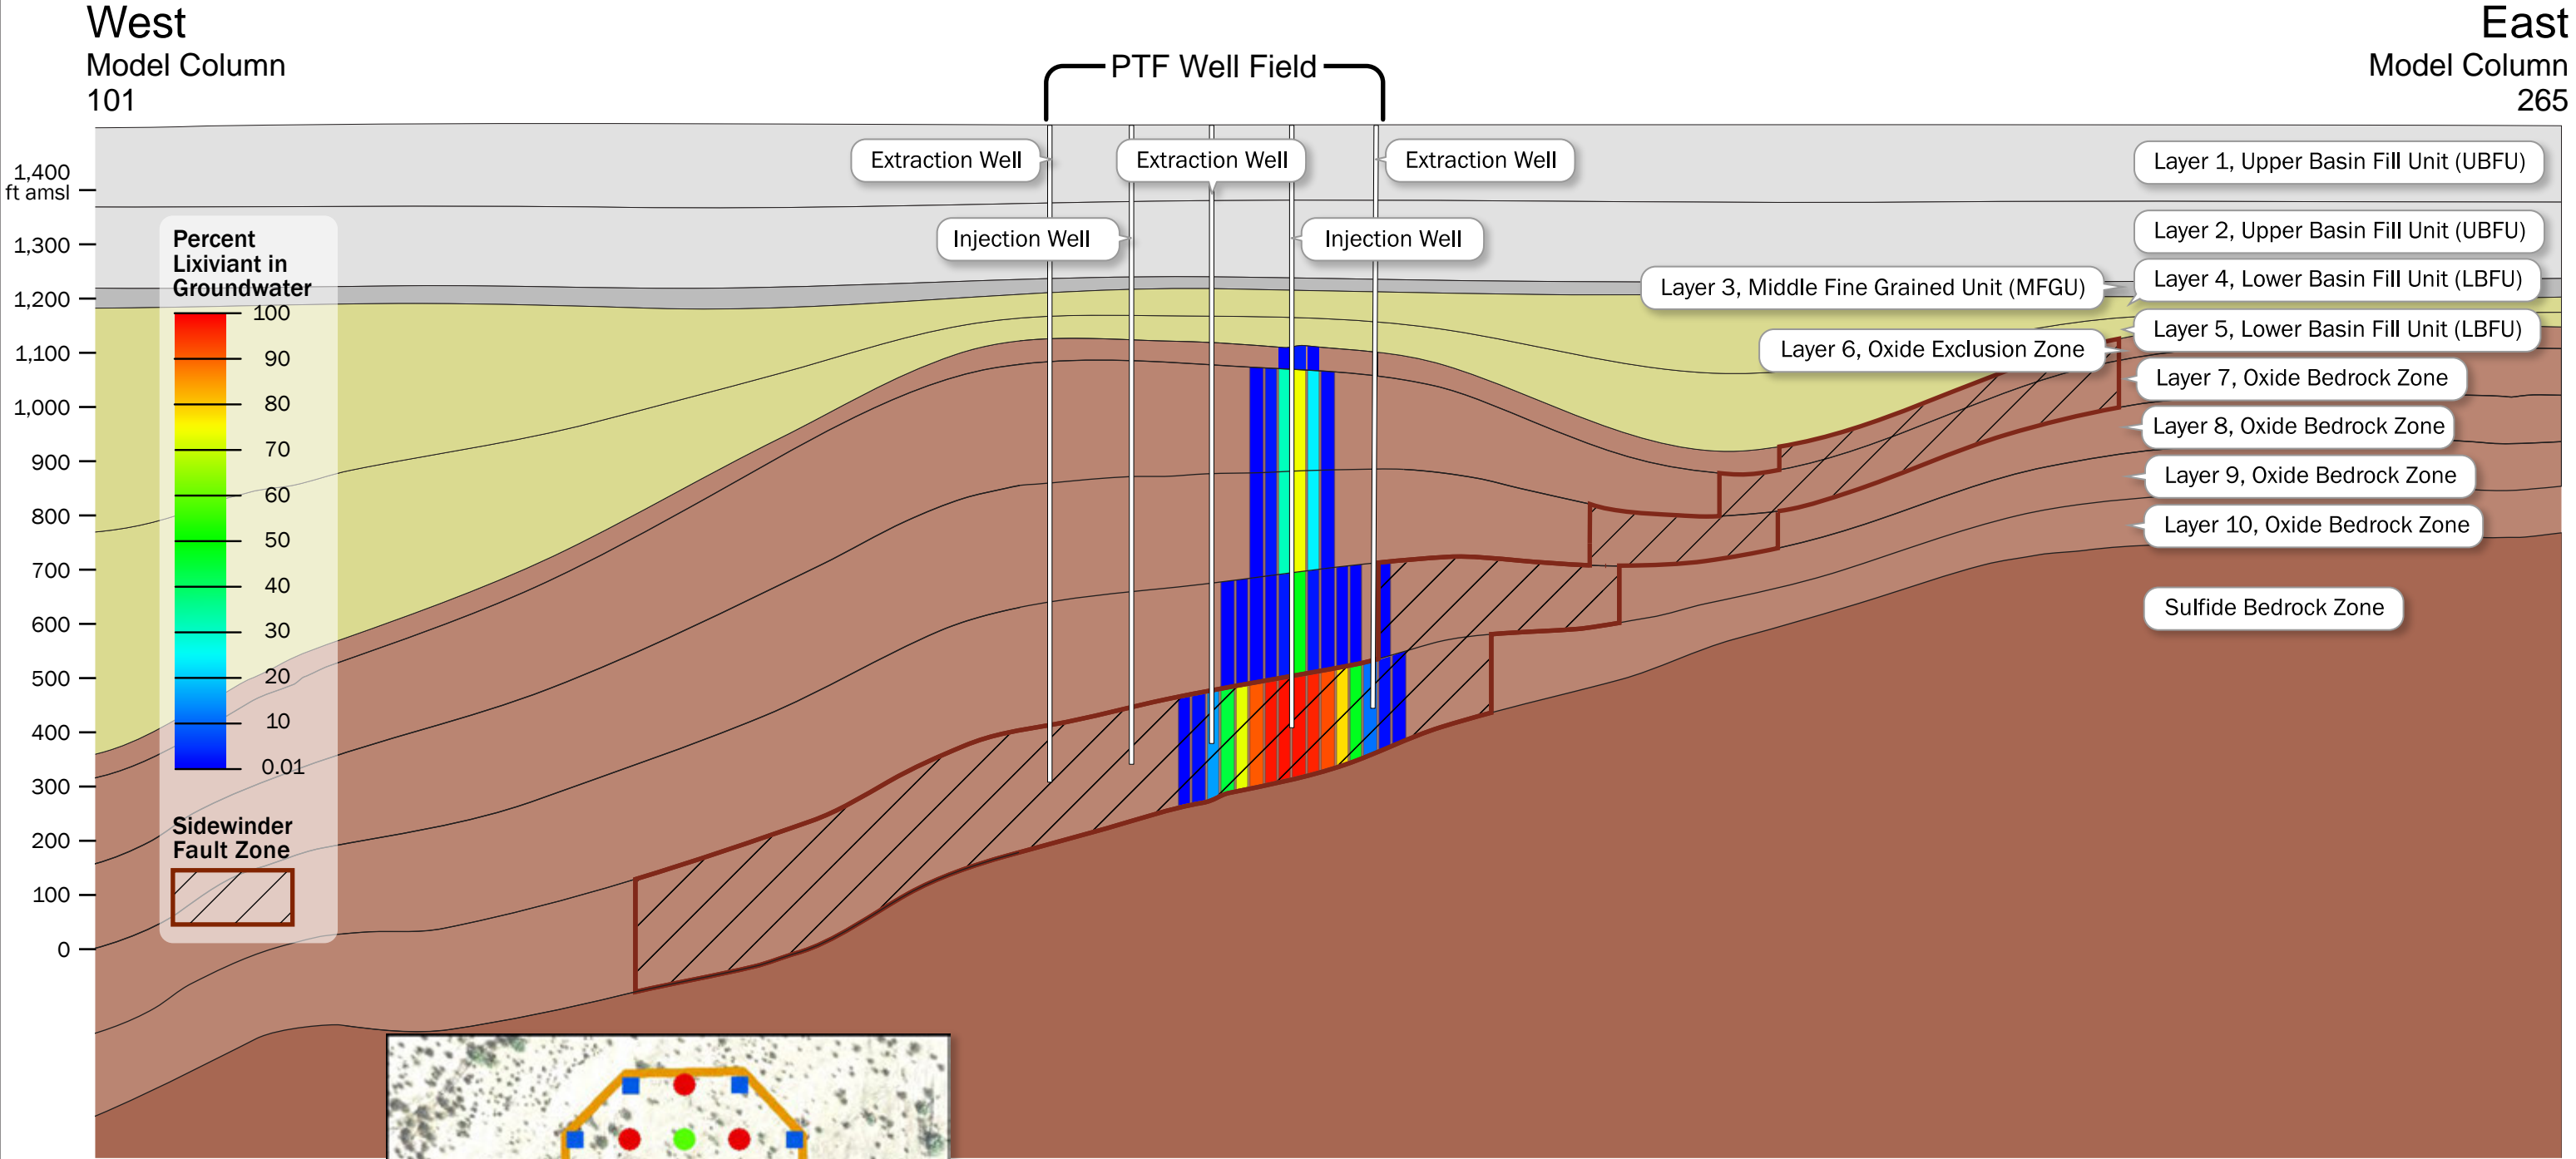 West
Model Column
101
East
Model Column
265
PTF Well Field
Extraction Well
Extraction Well
Extraction Well
Injection Well
Injection Well
Layer 1, Upper Basin Fill Unit (UBFU)
Layer 2, Upper Basin Fill Unit (UBFU)
Layer 3, Middle Fine Grained Unit (MFGU)
Layer 4, Lower Basin Fill Unit (LBFU)
Layer 5, Lower Basin Fill Unit (LBFU)
Layer 6, Oxide Exclusion Zone
Layer 7, Oxide Bedrock Zone
Layer 8, Oxide Bedrock Zone
Layer 9, Oxide Bedrock Zone
Layer 10, Oxide Bedrock Zone
Sulfide Bedrock Zone
1,400
ft amsl
1,300
1,200
1,100
1,000
900
800
700
600
500
400
300
200
100
0
Percent
Lixiviant in
Groundwater
100
90
80
70
60
50
40
30
20
10
0.01
Sidewinder
Fault Zone